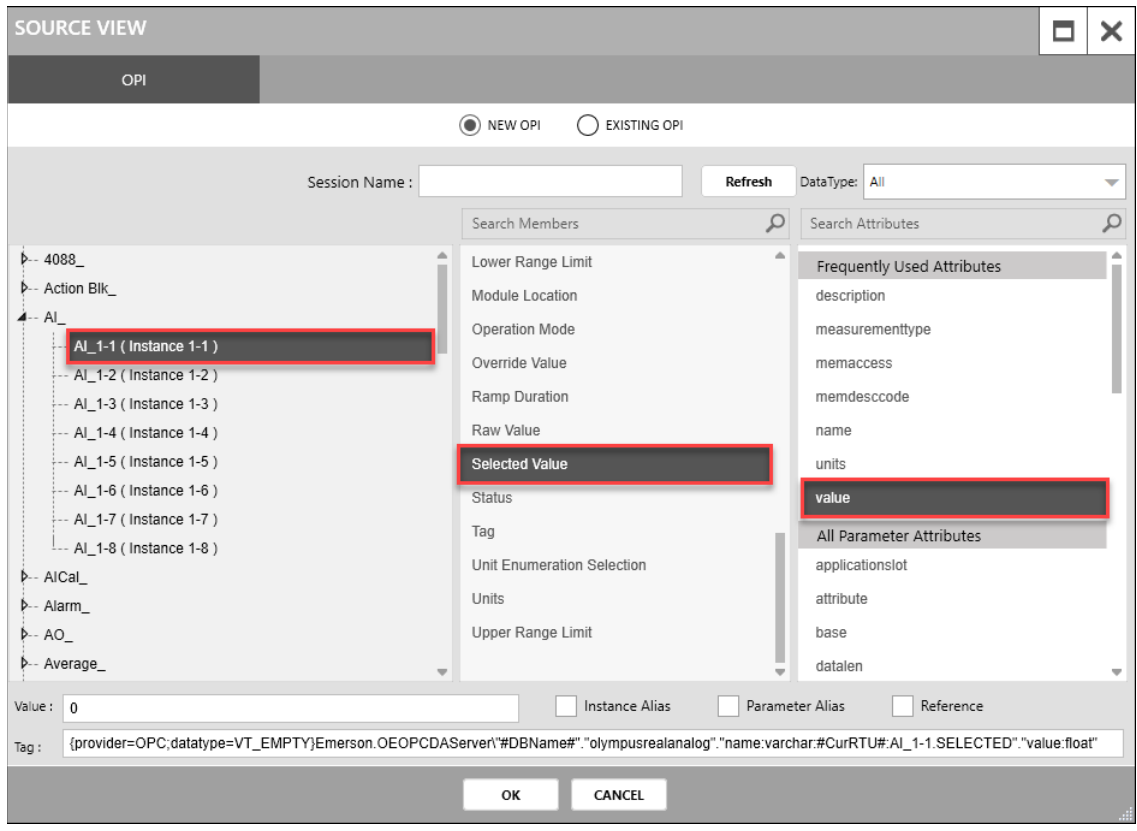 SOURCE VIEW
OPI
NEW OPI
EXISTING OPI
Session Name :
Refresh
DataType: All
Search Members
Search Attributes
4088_
Action Blk_
AI_
AI_1-1 ( Instance 1-1 )
AI_1-2 ( Instance 1-2 )
AI_1-3 ( Instance 1-3 )
AI_1-4 ( Instance 1-4 )
AI_1-5 ( Instance 1-5 )
AI_1-6 ( Instance 1-6 )
AI_1-7 ( Instance 1-7 )
AI_1-8 ( Instance 1-8 )
AICal_
Alarm_
AO_
Average_
Lower Range Limit
Module Location
Operation Mode
Override Value
Ramp Duration
Raw Value
Selected Value
Status
Tag
Unit Enumeration Selection
Units
Upper Range Limit
Frequently Used Attributes
description
measurementtype
memaccess
memdesccode
name
units
value
All Parameter Attributes
applicationslot
attribute
base
datalen
Value : 0
Instance Alias
Parameter Alias
Reference
Tag : {provider=OPC;datatype=VT_EMPTY}Emerson.OEOPCDAServer\"#DBName#"."olympusrealanalog"."name:varchar:#CurRTU#:AI_1-1.SELECTED"."value:float"
OK
CANCEL